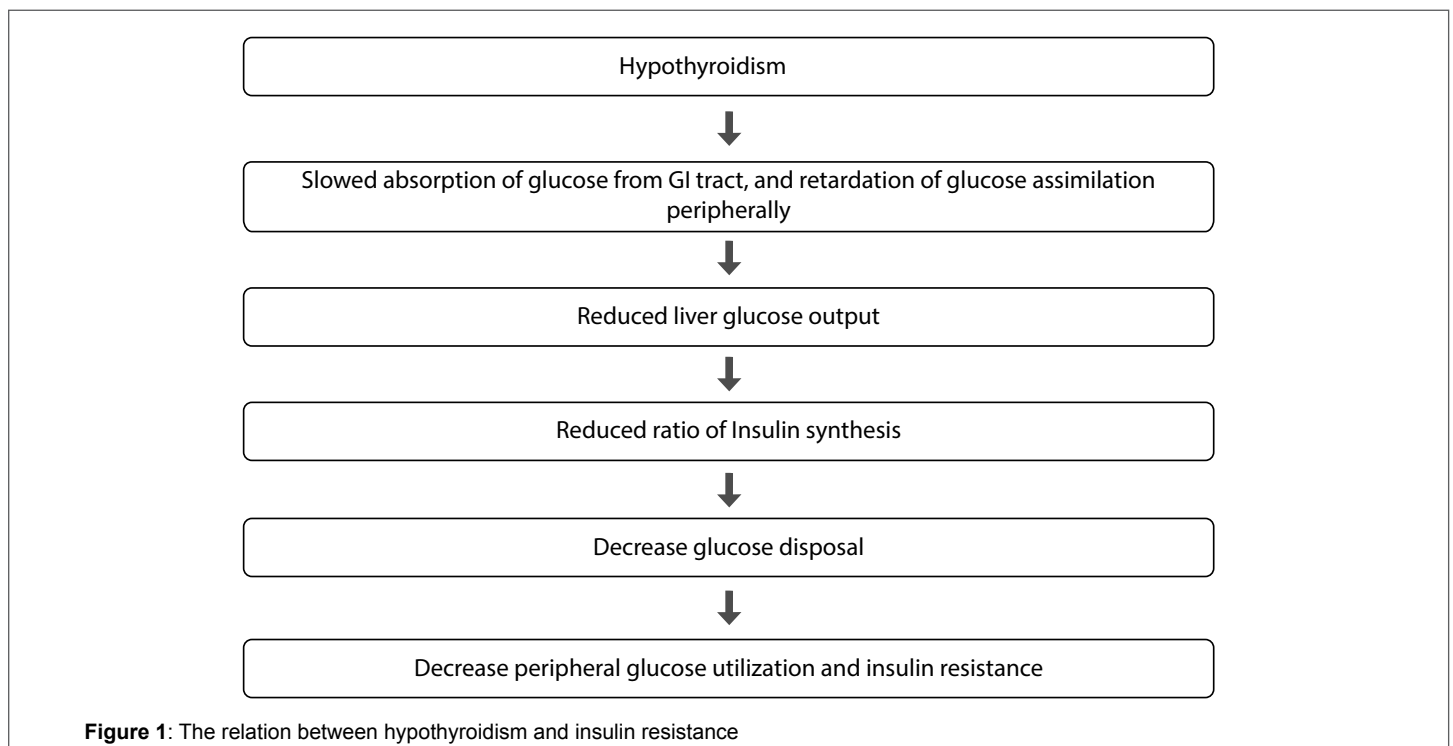 Hypothyroidism
Slowed absorption of glucose from GI tract, and retardation of glucose assimilation
peripherally
Reduced liver glucose output
Reduced ratio of Insulin synthesis
Decrease glucose disposal
Decrease peripheral glucose utilization and insulin resistance
Figure 1: The relation between hypothyroidism and insulin resistance